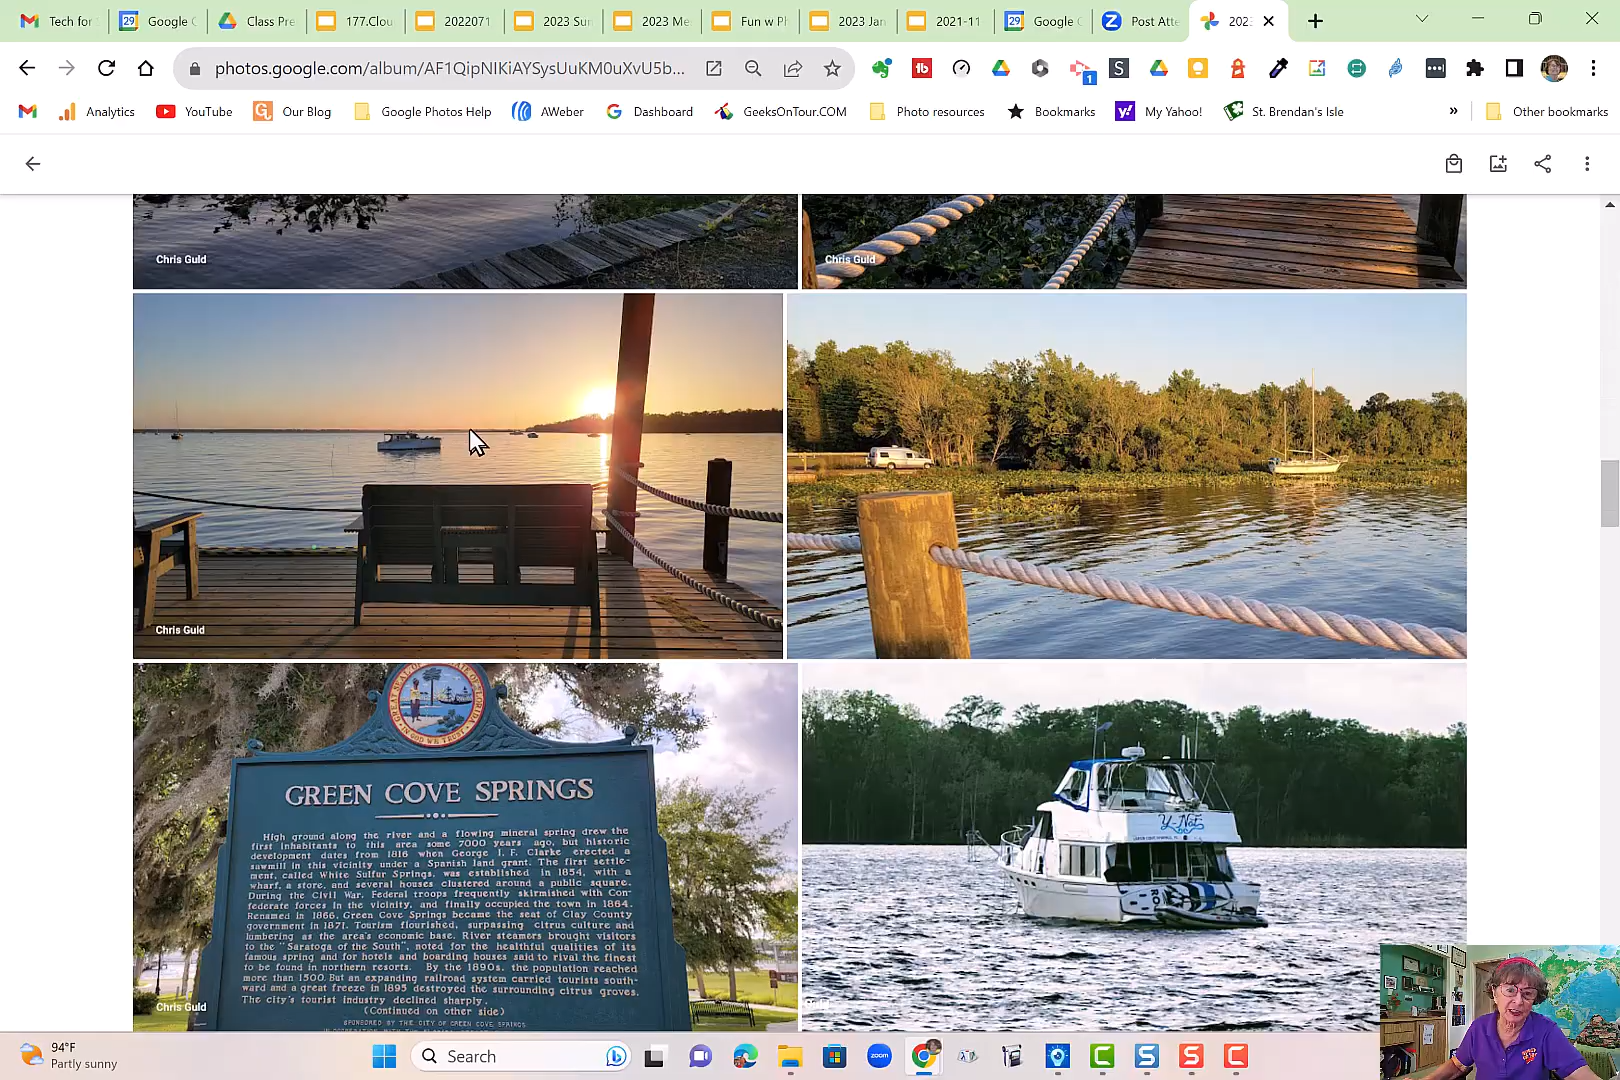 Tech for
Google C
Class Pre
177.Clou
2022071
2023 Sun
2023 Me
Fun w Ph
2023 Jan
2021-11
Google C
Post Atte
202
photos.google.com/album/AF1QipNIKiAYSysUuKM0uXvU5b...
Analytics
YouTube
Our Blog
Google Photos Help
AWeber
Dashboard
GeeksOnTour.COM
Photo resources
Bookmarks
My Yahoo!
St. Brendan's Isle
»
Other bookmarks
Chris Guld
Chris Guld
Chris Guld
GREEN COVE SPRINGS
High ground along the river and a flowing mineral spring drew the
first inhabitants to this area some 7000 years ago, but historic
development dates from 1816 when George I. F. Clarke erected a
sawmill in this vicinity under a Spanish land grant. The first settle-
ment, called White Sulfur Springs, was established in 1854, with a
wharf, a store, and several houses clustered around a public square.
During the Civil War, Federal troops frequently skirmished with Con-
federate forces in the vicinity, and finally occupied the town in 1864.
Renamed in 1866, Green Cove Springs became the seat of Clay County
government in 1871. Tourism flourished, surpassing citrus culture and
lumbering as the area's economic base. River steamers brought visitors
to the "Saratoga of the South", noted for the healthful qualities of its
famous spring and for hotels and boarding houses said to rival the finest
to be found in northern resorts. By the 1890s, the population reached
more than 1500. But an expanding railroad system carried tourists south-
ward and a great freeze in 1895 destroyed the surrounding citrus groves.
The city's tourist industry declined sharply.
(Continued on other side)
SPONSORED BY THE CITY OF GREEN COVE SPRINGS
Chris Guld
Y-Not
94°F
Partly sunny
Search
zoom